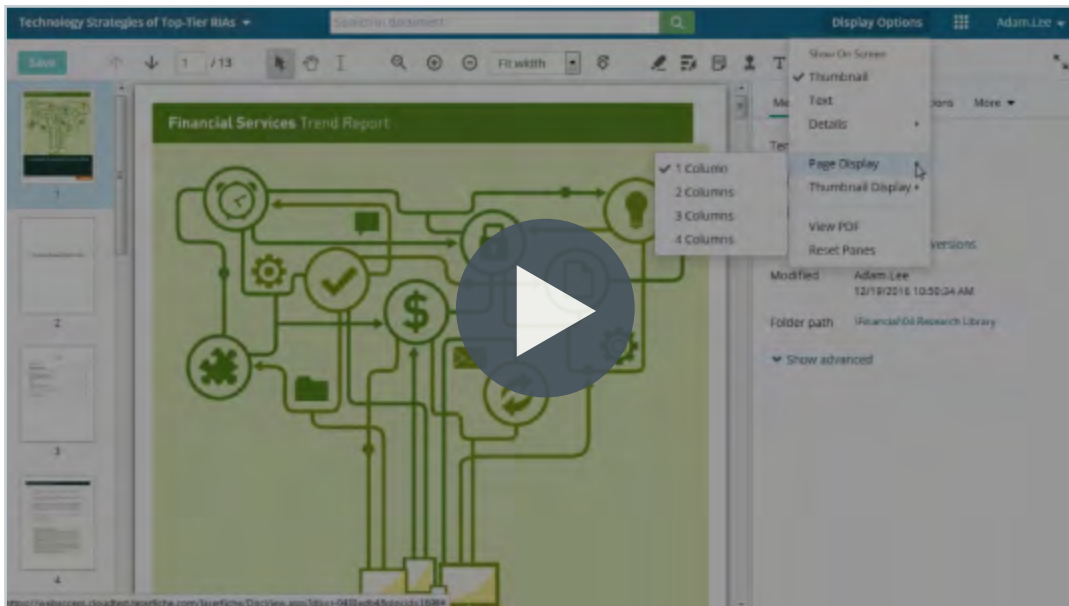 Technology Strategies of Top-Tier RIAs
Search in document
Display Options
Adam.Lee
Save
1 /13
Fit width
Show On Screen
Thumbnail
Text
Details
Page Display
Thumbnail Display
View PDF
Reset Panes
1 Column
2 Columns
3 Columns
4 Columns
More
Financial Services Trend Report
1
2
3
4
Modified
Adam Lee
12/19/2016 10:50:34 AM
Folder path
Show advanced